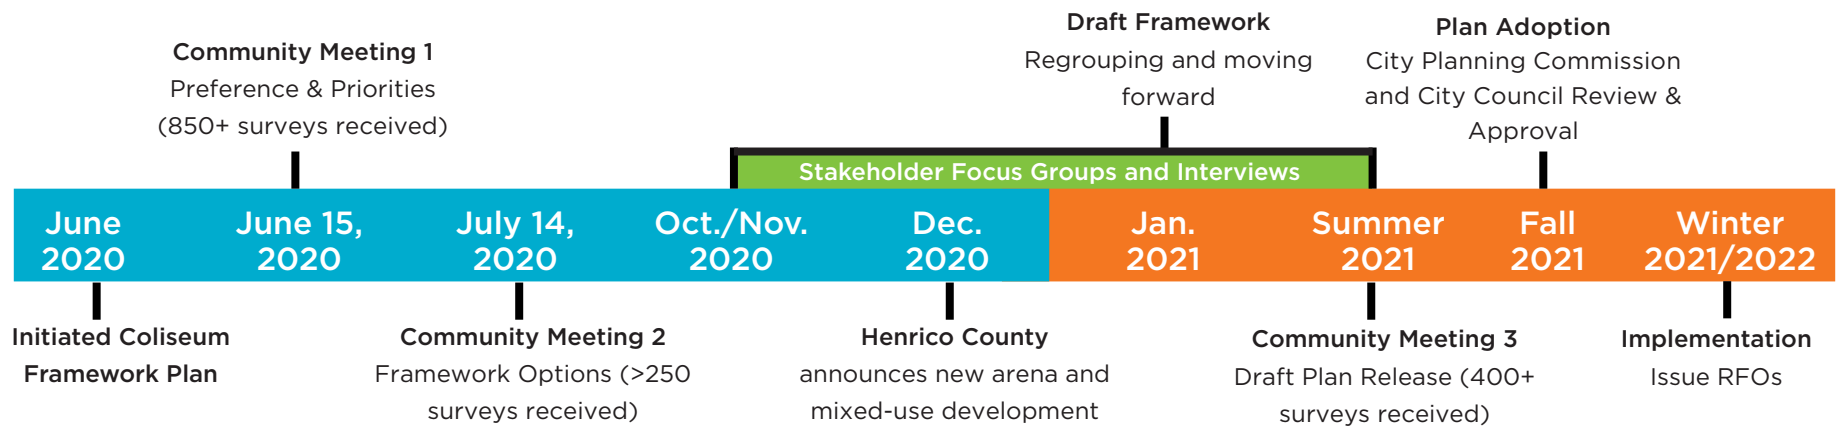 Community Meeting 1
Preference & Priorities
(850+ surveys received)
Draft Framework
Regrouping and moving
forward
Plan Adoption
City Planning Commission
and City Council Review &
Approval
Stakeholder Focus Groups and Interviews
June
2020
June 15,
2020
July 14,
2020
Oct./Nov.
2020
Dec.
2020
Jan.
2021
Summer
2021
Fall
2021
Winter
2021/2022
Initiated Coliseum
Framework Plan
Community Meeting 2
Framework Options (>250
surveys received)
Henrico County
announces new arena and
mixed-use development
Community Meeting 3
Draft Plan Release (400+
surveys received)
Implementation
Issue RFOs